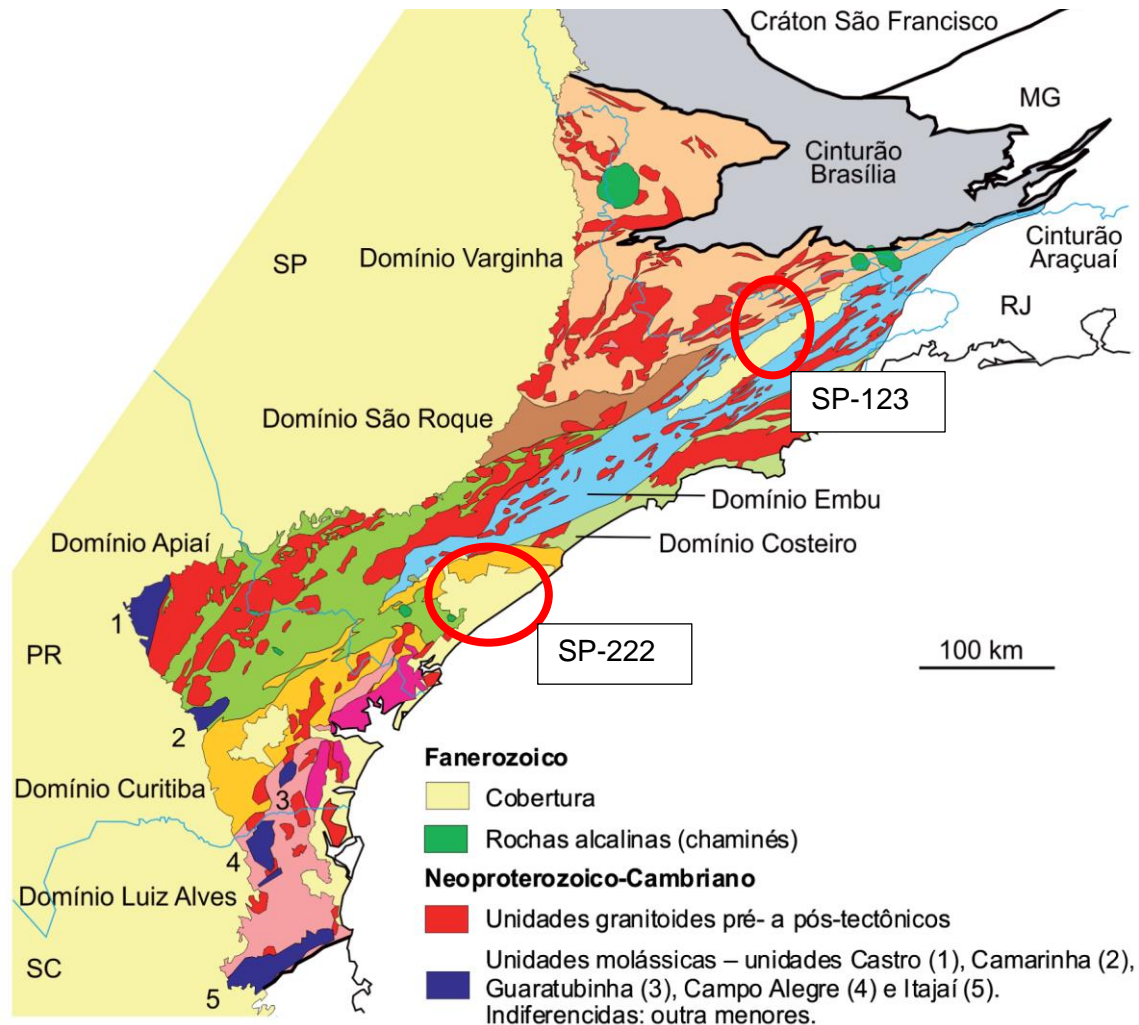 Cráton São Francisco
MG
Cinturão
Brasília
Cinturão
Araçuaí
SP
Domínio Varginha
RJ
SP-123
Domínio São Roque
Domínio Embu
Domínio Apiaí
Domínio Costeiro
1
SP-222
PR
100 km
2
Domínio Curitiba
3
4
Domínio Luiz Alves
SC
5
Fanerozoico
Cobertura
Rochas alcalinas (chaminés)
Neoproterozoico-Cambriano
Unidades granitoides pré- a pós-tectônicos
Unidades molássicas – unidades Castro (1), Camarinha (2),
Guaratubinha (3), Campo Alegre (4) e Itajaí (5).
Indiferencidas: outra menores.